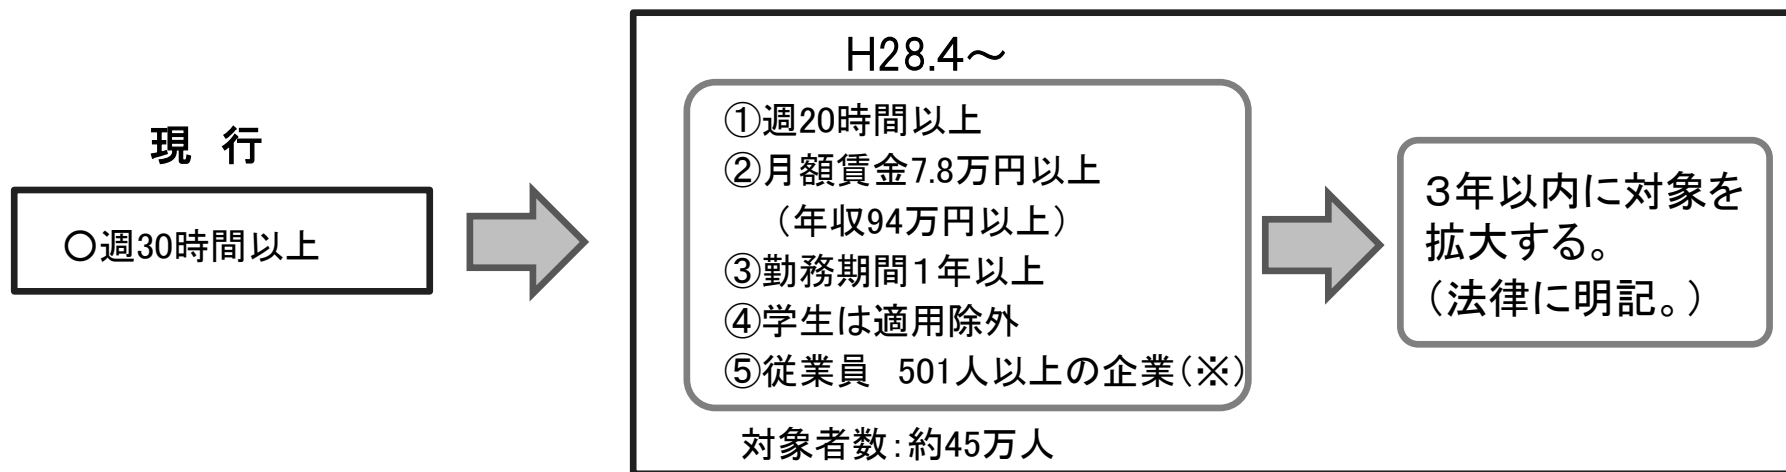 現 行
○週30時間以上
H28.4～
①週20時間以上
②月額賃金7.8万円以上
（年収94万円以上）
③勤務期間１年以上
④学生は適用除外
⑤従業員　501人以上の企業（※）
対象者数：約45万人
３年以内に対象を
拡大する。
（法律に明記。）